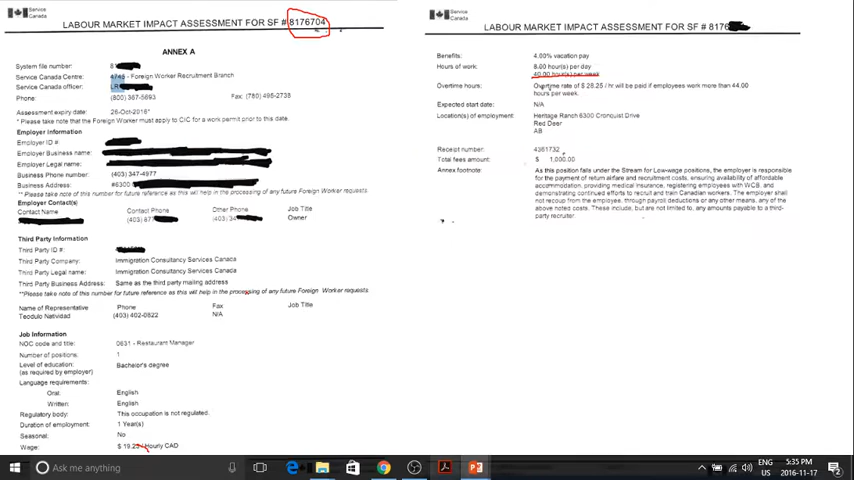 Service
Canada
LABOUR MARKET IMPACT ASSESSMENT FOR SF # 8176704
ANNEX A
System file number: 8
Service Canada Centre: 4748 - Foreign Worker Recruitment Branch
Service Canada officer: LR
Phone: (800) 367-5693 Fax: (780) 495-2738
Assessment expiry date: 26-Oct-2016*
* Please take note that the Foreign Worker must apply to CIC for a work permit prior to this date.
Employer Information
Employer ID #:
Employer Business name:
Employer Legal name:
Business Phone number: (403) 347-4977
Business Address: #6300
** Please take note of this number for future reference as this will help in the processing of any future Foreign Worker requests
Employer Contact(s)
Contact Name Contact Phone Other Phone Job Title
(403) 877 (403) 34 Owner
Third Party Information
Third Party ID #:
Third Party Company: Immigration Consultancy Services Canada
Third Party Legal name: Immigration Consultancy Services Canada
Third Party Business Address: Same as the third party mailing address
**Please take note of this number for future reference as this will help in the processing of any future Foreign Worker requests
Name of Representative Phone Fax Job Title
Teodulo Natividad (403) 402-0822 N/A
Job Information
NOC code and title: 0631 - Restaurant Manager
Number of positions: 1
Level of education: Bachelor's degree
(as required by employer)
Language requirements:
Oral: English
Written: English
Regulatory body: This occupation is not regulated.
Duration of employment: 1 Year(s)
Seasonal: No
Wage: $ 19.25 / Hourly CAD
Service
Canada
LABOUR MARKET IMPACT ASSESSMENT FOR SF # 8176
Benefits: 4.00% vacation pay
Hours of work: 8.00 hour(s) per day
40.00 hour(s) per week
Overtime hours: Overtime rate of $ 28.25 / hr will be paid if employees work more than 44.00
hours per week.
Expected start date: N/A
Location(s) of employment: Heritage Ranch 6300 Cronquist Drive
Red Deer
AB
Receipt number: 4361732
Total fees amount: $ 1,000.00
Annex footnote: As this position falls under the Stream for Low-wage positions, the employer is responsible
for the payment of return airfare and recruitment costs, ensuring availability of affordable
accommodation, providing medical insurance, registering employees with WCB, and
demonstrating continued efforts to recruit and train Canadian workers. The employer shall
not recoup from the employee, through payroll deductions or any other means, any of the
above noted costs. These include, but are not limited to, any amounts payable to a third-
party recruiter
Ask me anything
ENG
US
5:35 PM
2016-11-17
2